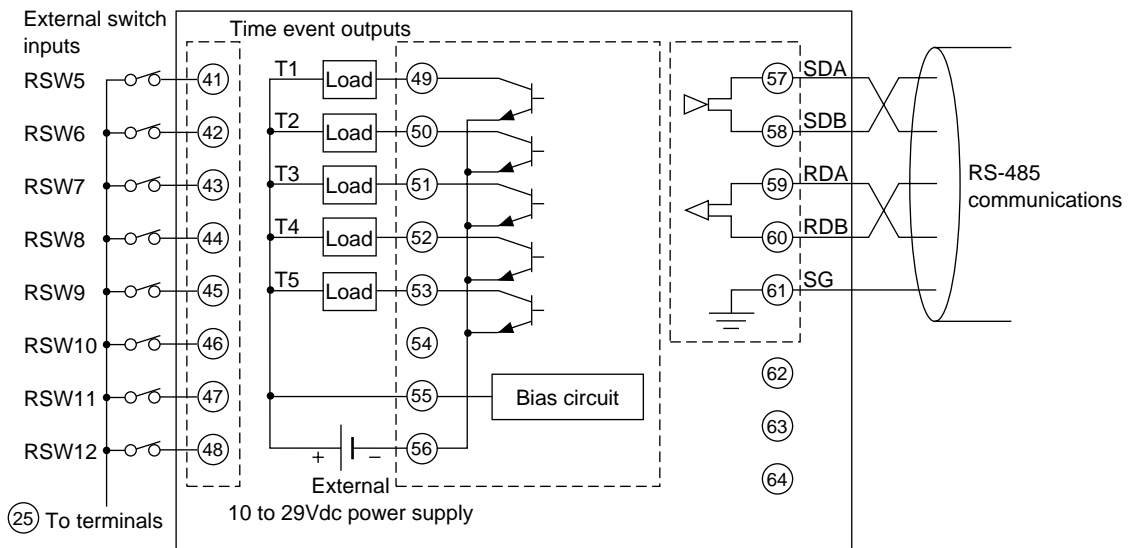 External switch
inputs
Time event outputs
RSW5 41 T1 Load 49 57 SDA
RSW6 42 T2 Load 50 58 SDB
RSW7 43 T3 Load 51 59 RDA
RS-485
communications
RSW8 44 T4 Load 52 60 RDB
RSW9 45 T5 Load 53 61 SG
RSW10 46 54
62
RSW11 47 55 Bias circuit
63
RSW12 48 + − 56
64
External
10 to 29Vdc power supply
25 To terminals